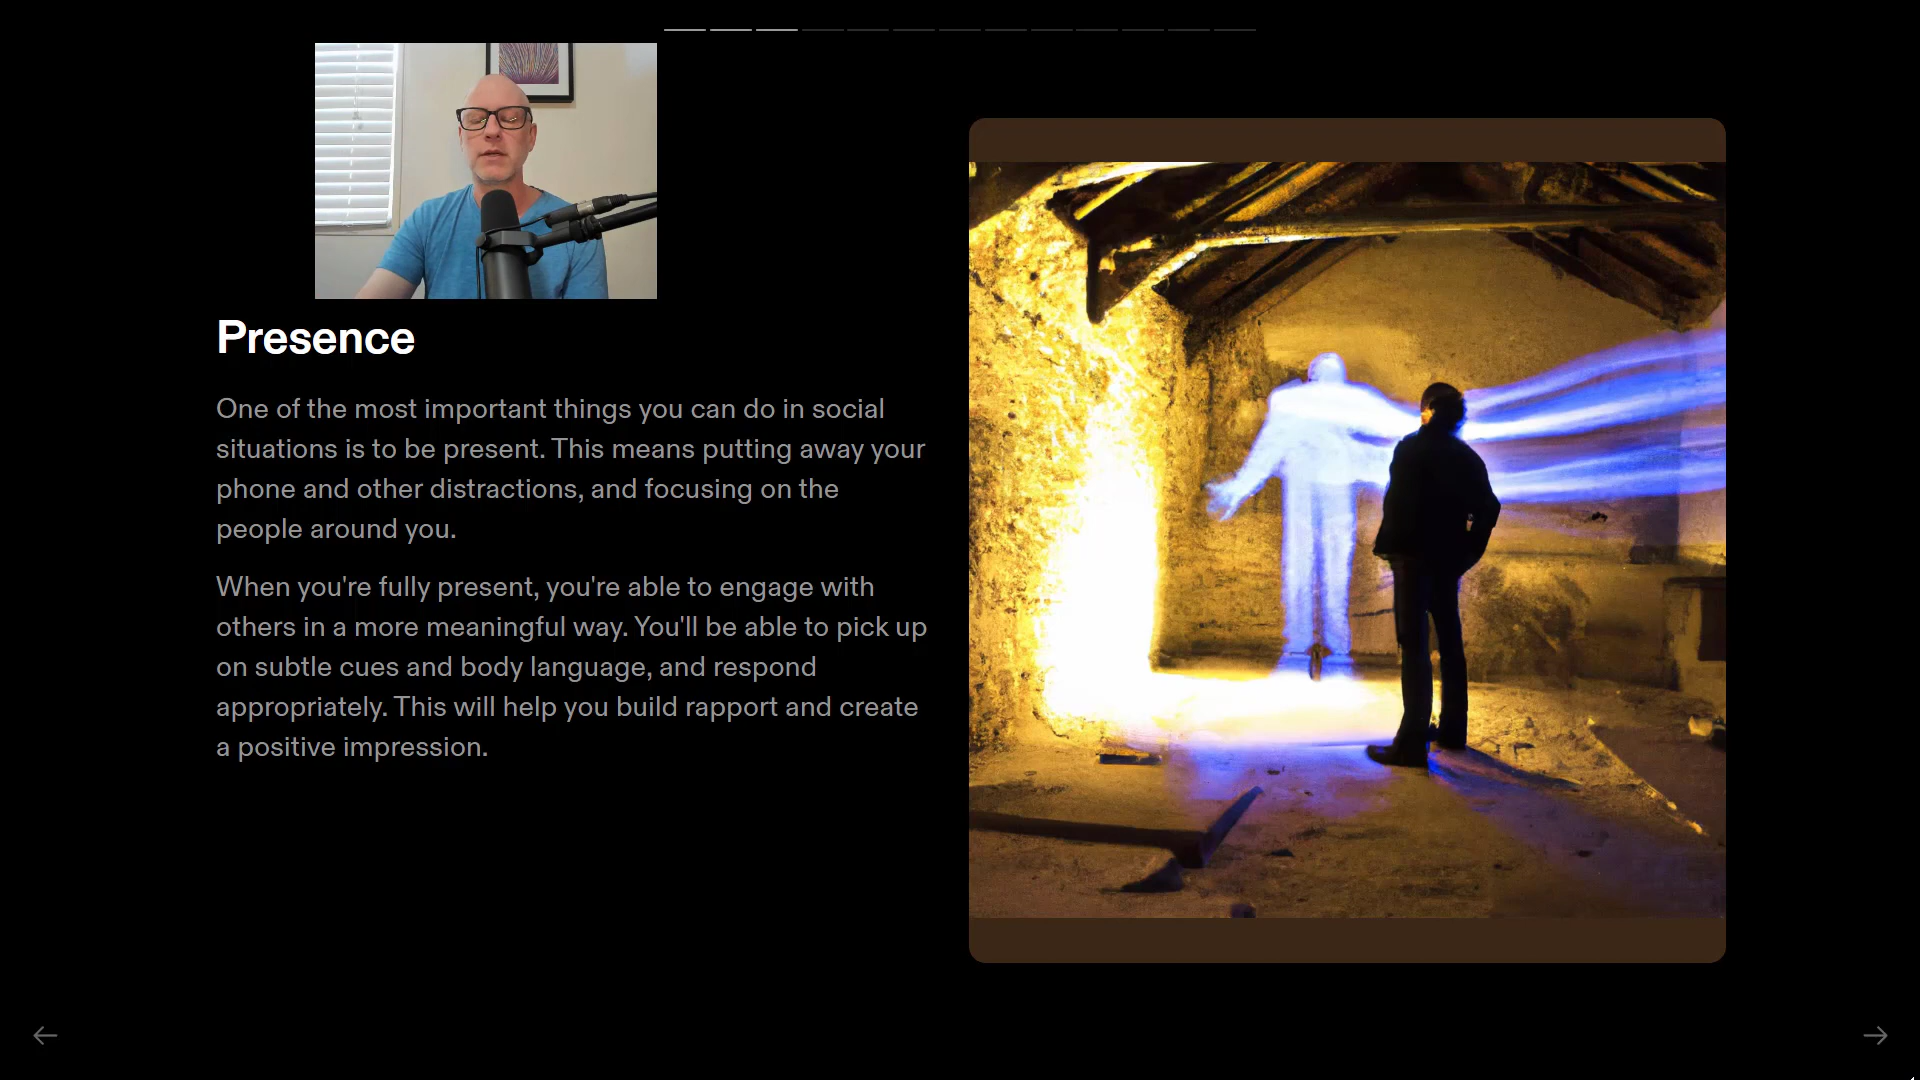 Presence
One of the most important things you can do in social
situations is to be present. This means putting away your
phone and other distractions, and focusing on the
people around you.
When you're fully present, you're able to engage with
others in a more meaningful way. You'll be able to pick up
on subtle cues and body language, and respond
appropriately. This will help you build rapport and create
a positive impression.